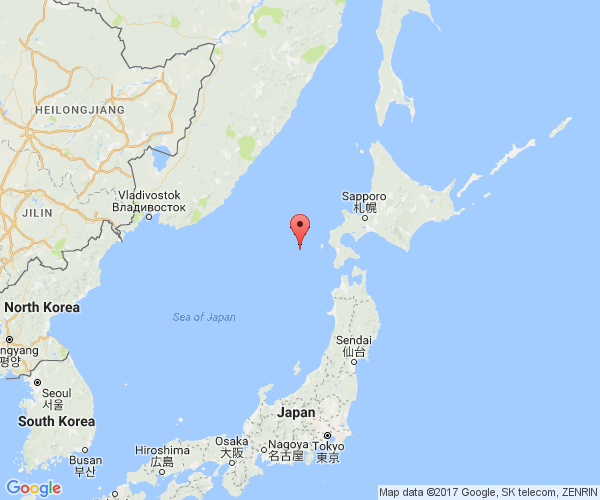 HEILONGJIANG
Vladivostok
Владивосток
JILIN
Sapporo
札幌
North Korea
Sea of Japan
ngyang
평양
Sendai
仙台
Seoul
서울
South Korea
Japan
Busan
부산
Hiroshima
広島
Osaka
大阪
Nagoya
名古屋
Tokyo
東京
Google
Map data ©2017 Google, SK telecom, ZENRIN